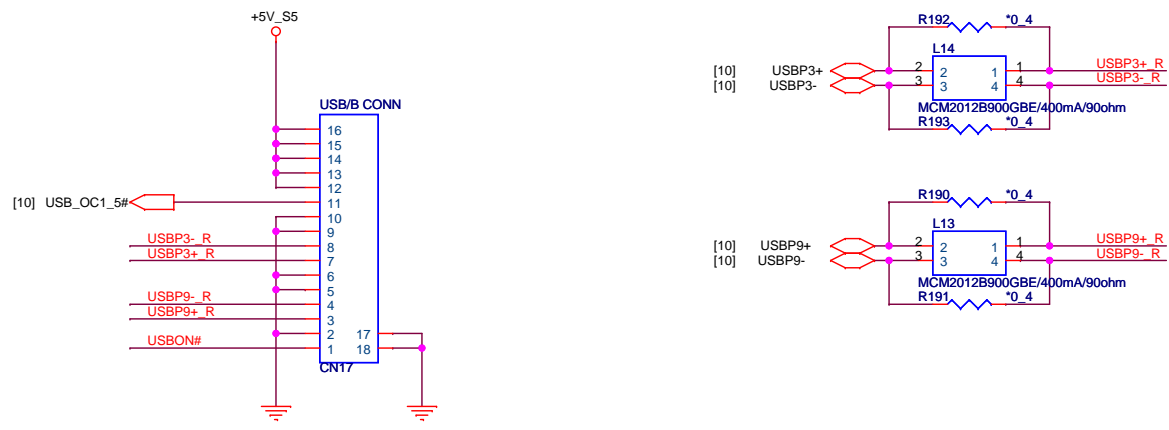 +5V_S5
USB/B CONN
16
15
14
13
12
[10] USB_OC1_5#
11
10
9
USBP3-_R
8
USBP3+_R
7
6
5
USBP9-_R
4
USBP9+_R
3
2
17
USBON#
1
18
CN17
R192
*0_4
L14
[10] USBP3+
2
2
1
1
USBP3+_R
[10] USBP3-
3
3
4
4
USBP3-_R
MCM2012B900GBE/400mA/90ohm
R193
*0_4
R190
*0_4
L13
[10] USBP9+
2
2
1
1
USBP9+_R
[10] USBP9-
3
3
4
4
USBP9-_R
MCM2012B900GBE/400mA/90ohm
R191
*0_4